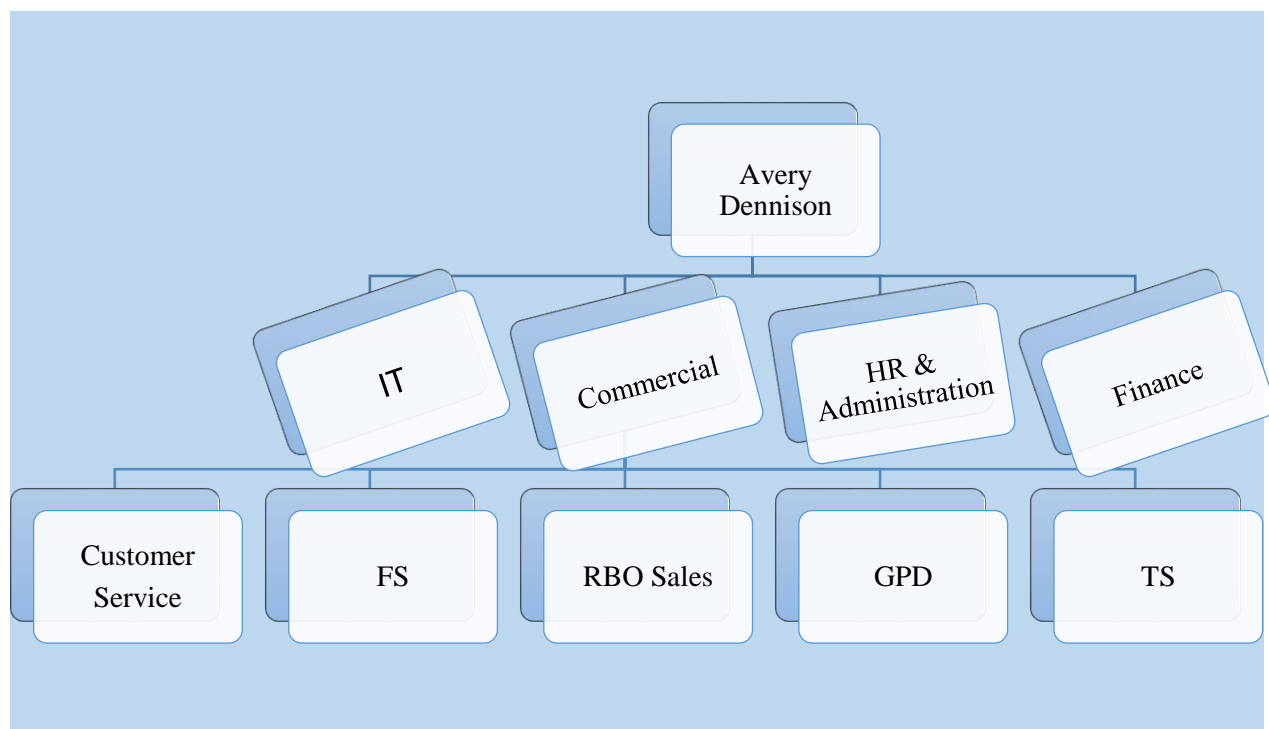 Avery
Dennison
IT
Commercial
HR &
Administration
Finance
Customer
Service
FS
RBO Sales
GPD
TS